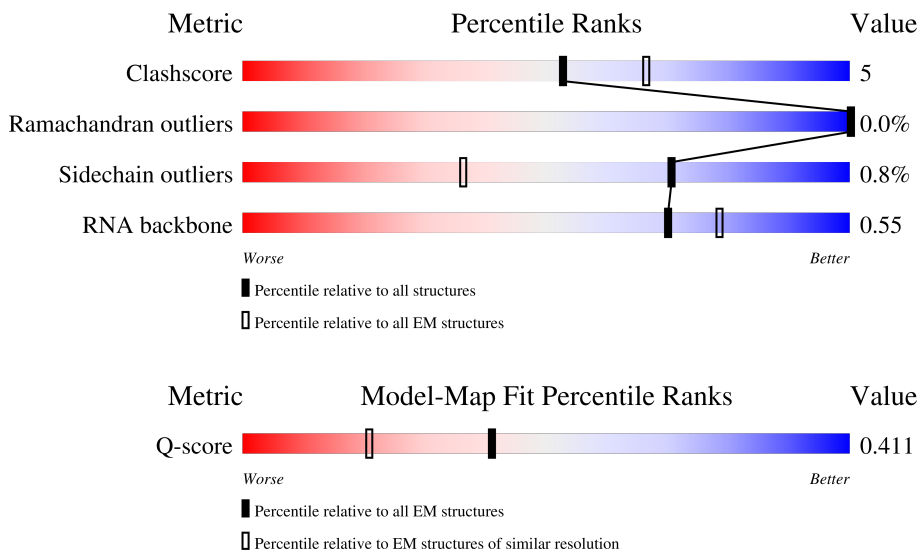 Metric Percentile Ranks Value
Clashscore 5
Ramachandran outliers 0.0%
Sidechain outliers 0.8%
RNA backbone 0.55
Worse Better
Percentile relative to all structures
Percentile relative to all EM structures
Metric Model-Map Fit Percentile Ranks Value
Q-score 0.411
Worse Better
Percentile relative to all EM structures
Percentile relative to EM structures of similar resolution